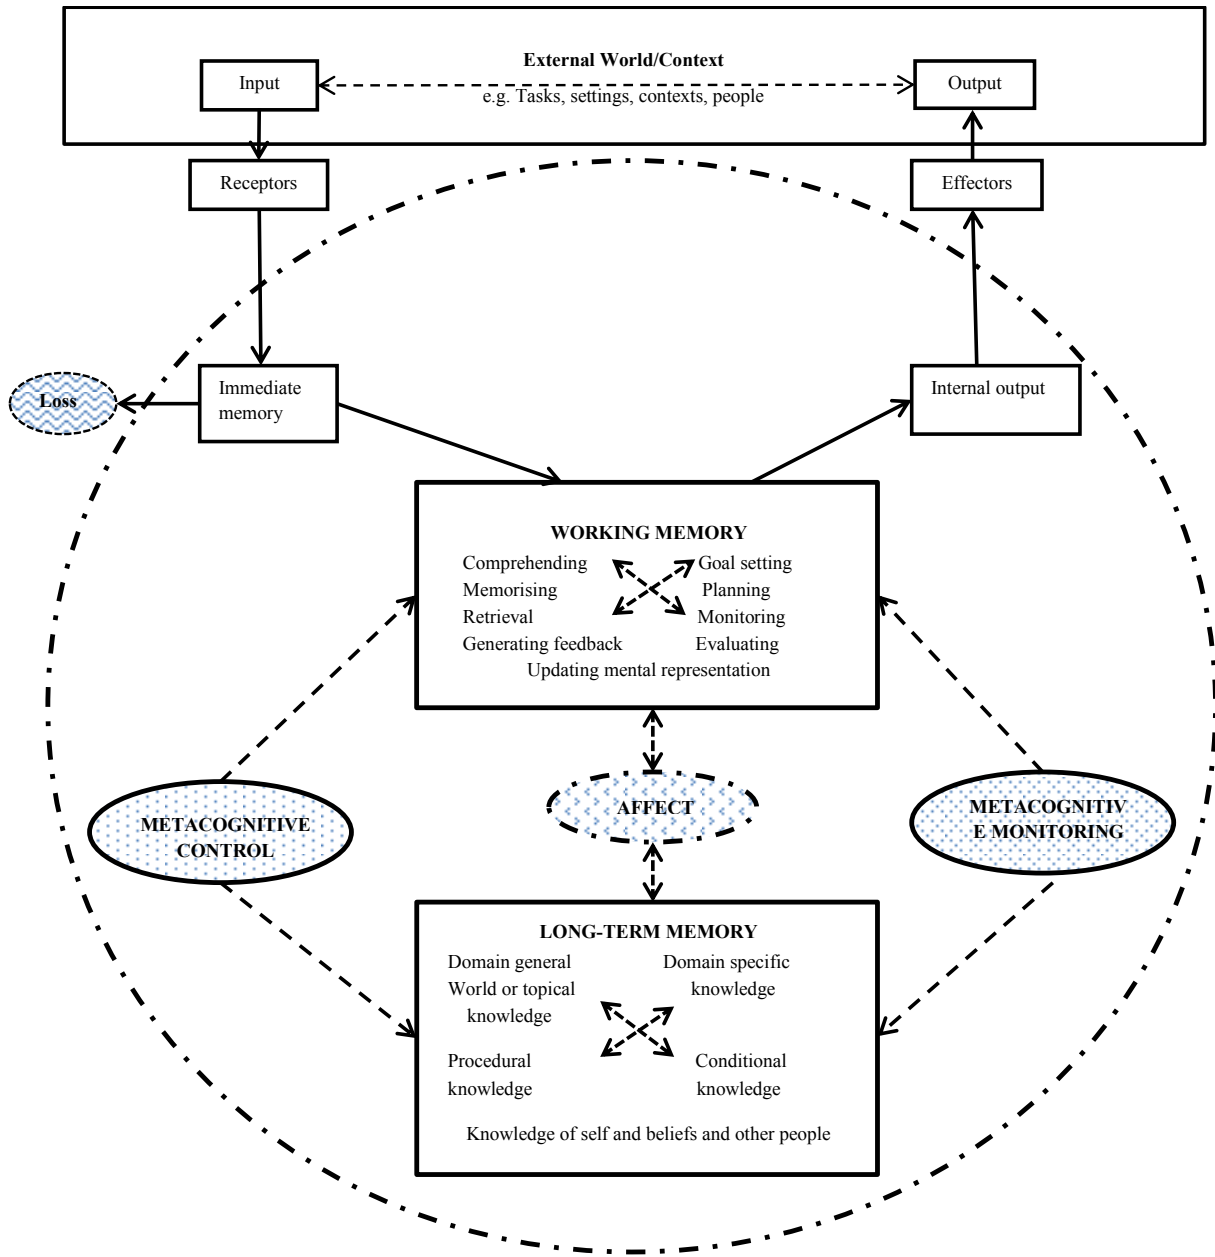 External World/Context
Input
Output
e.g. Tasks, settings, contexts, people
Receptors
Effectors
Immediate
memory
Internal output
Loss
WORKING MEMORY
Comprehending
Goal setting
Memorising
Planning
Retrieval
Monitoring
Generating feedback
Evaluating
Updating mental representation
METACOGNITIVE
CONTROL
AFFECT
METACOGNITIV
E MONITORING
LONG-TERM MEMORY
Domain general
Domain specific
World or topical
knowledge
knowledge
Procedural
Conditional
knowledge
knowledge
Knowledge of self and beliefs and other people